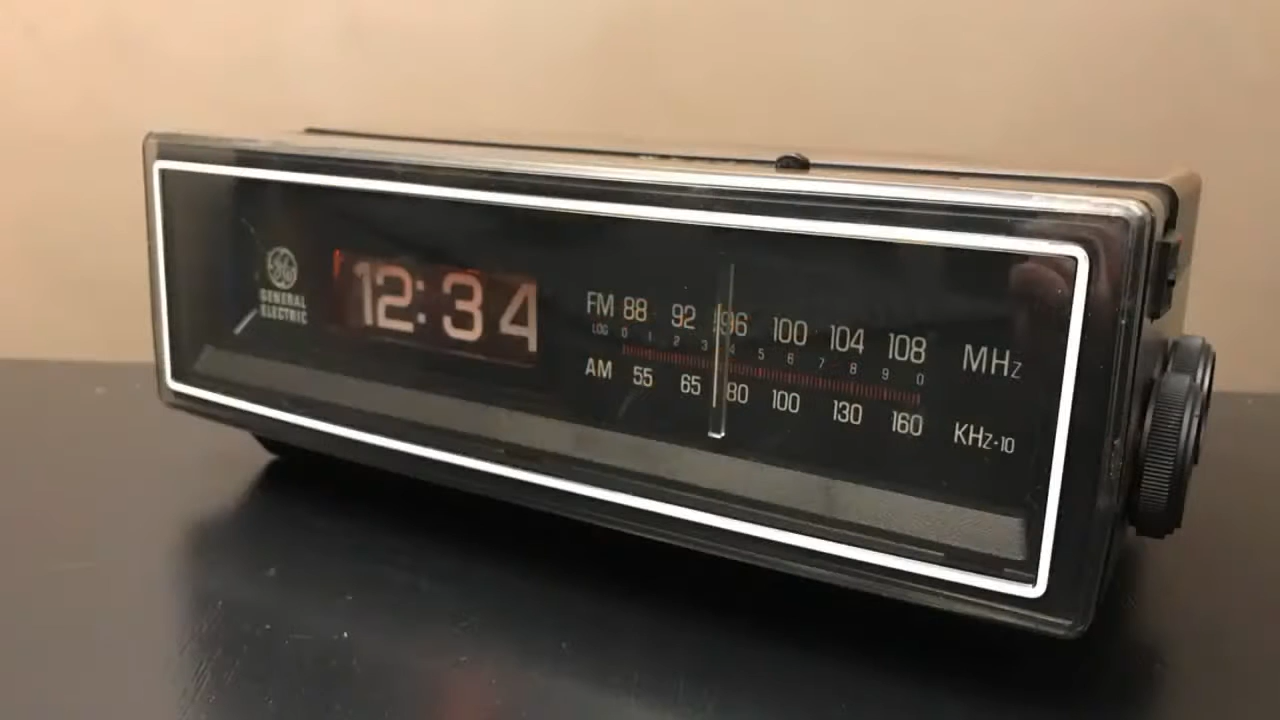 GE
GENERAL
ELECTRIC
12:34
FM 88 92 96 100 104 108 MHz
LOG 0 1 2 3 4 5 6 7 8 9 0
AM 55 65 80 100 130 160 KHz·10